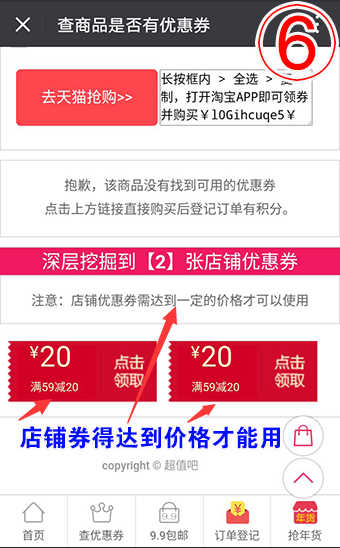 查商品是否有优惠券
6
去天猫抢购>>
长按框内 > 全选 >
制，打开淘宝APP即可领券
并购买￥l0Gihcuqe5￥
抱歉，该商品没有找到可用的优惠券
点击上方链接直接购买后登记订单有积分。
深层挖掘到【2】张店铺优惠券
注意：店铺优惠券需达到一定的价格才可以使用
¥20
满59减20
点击
领取
¥20
满59减20
点击
领取
店铺券得达到价格才能用
copyright © 超值吧
9.9
年货
首页
查优惠券
9.9包邮
订单登记
抢年货